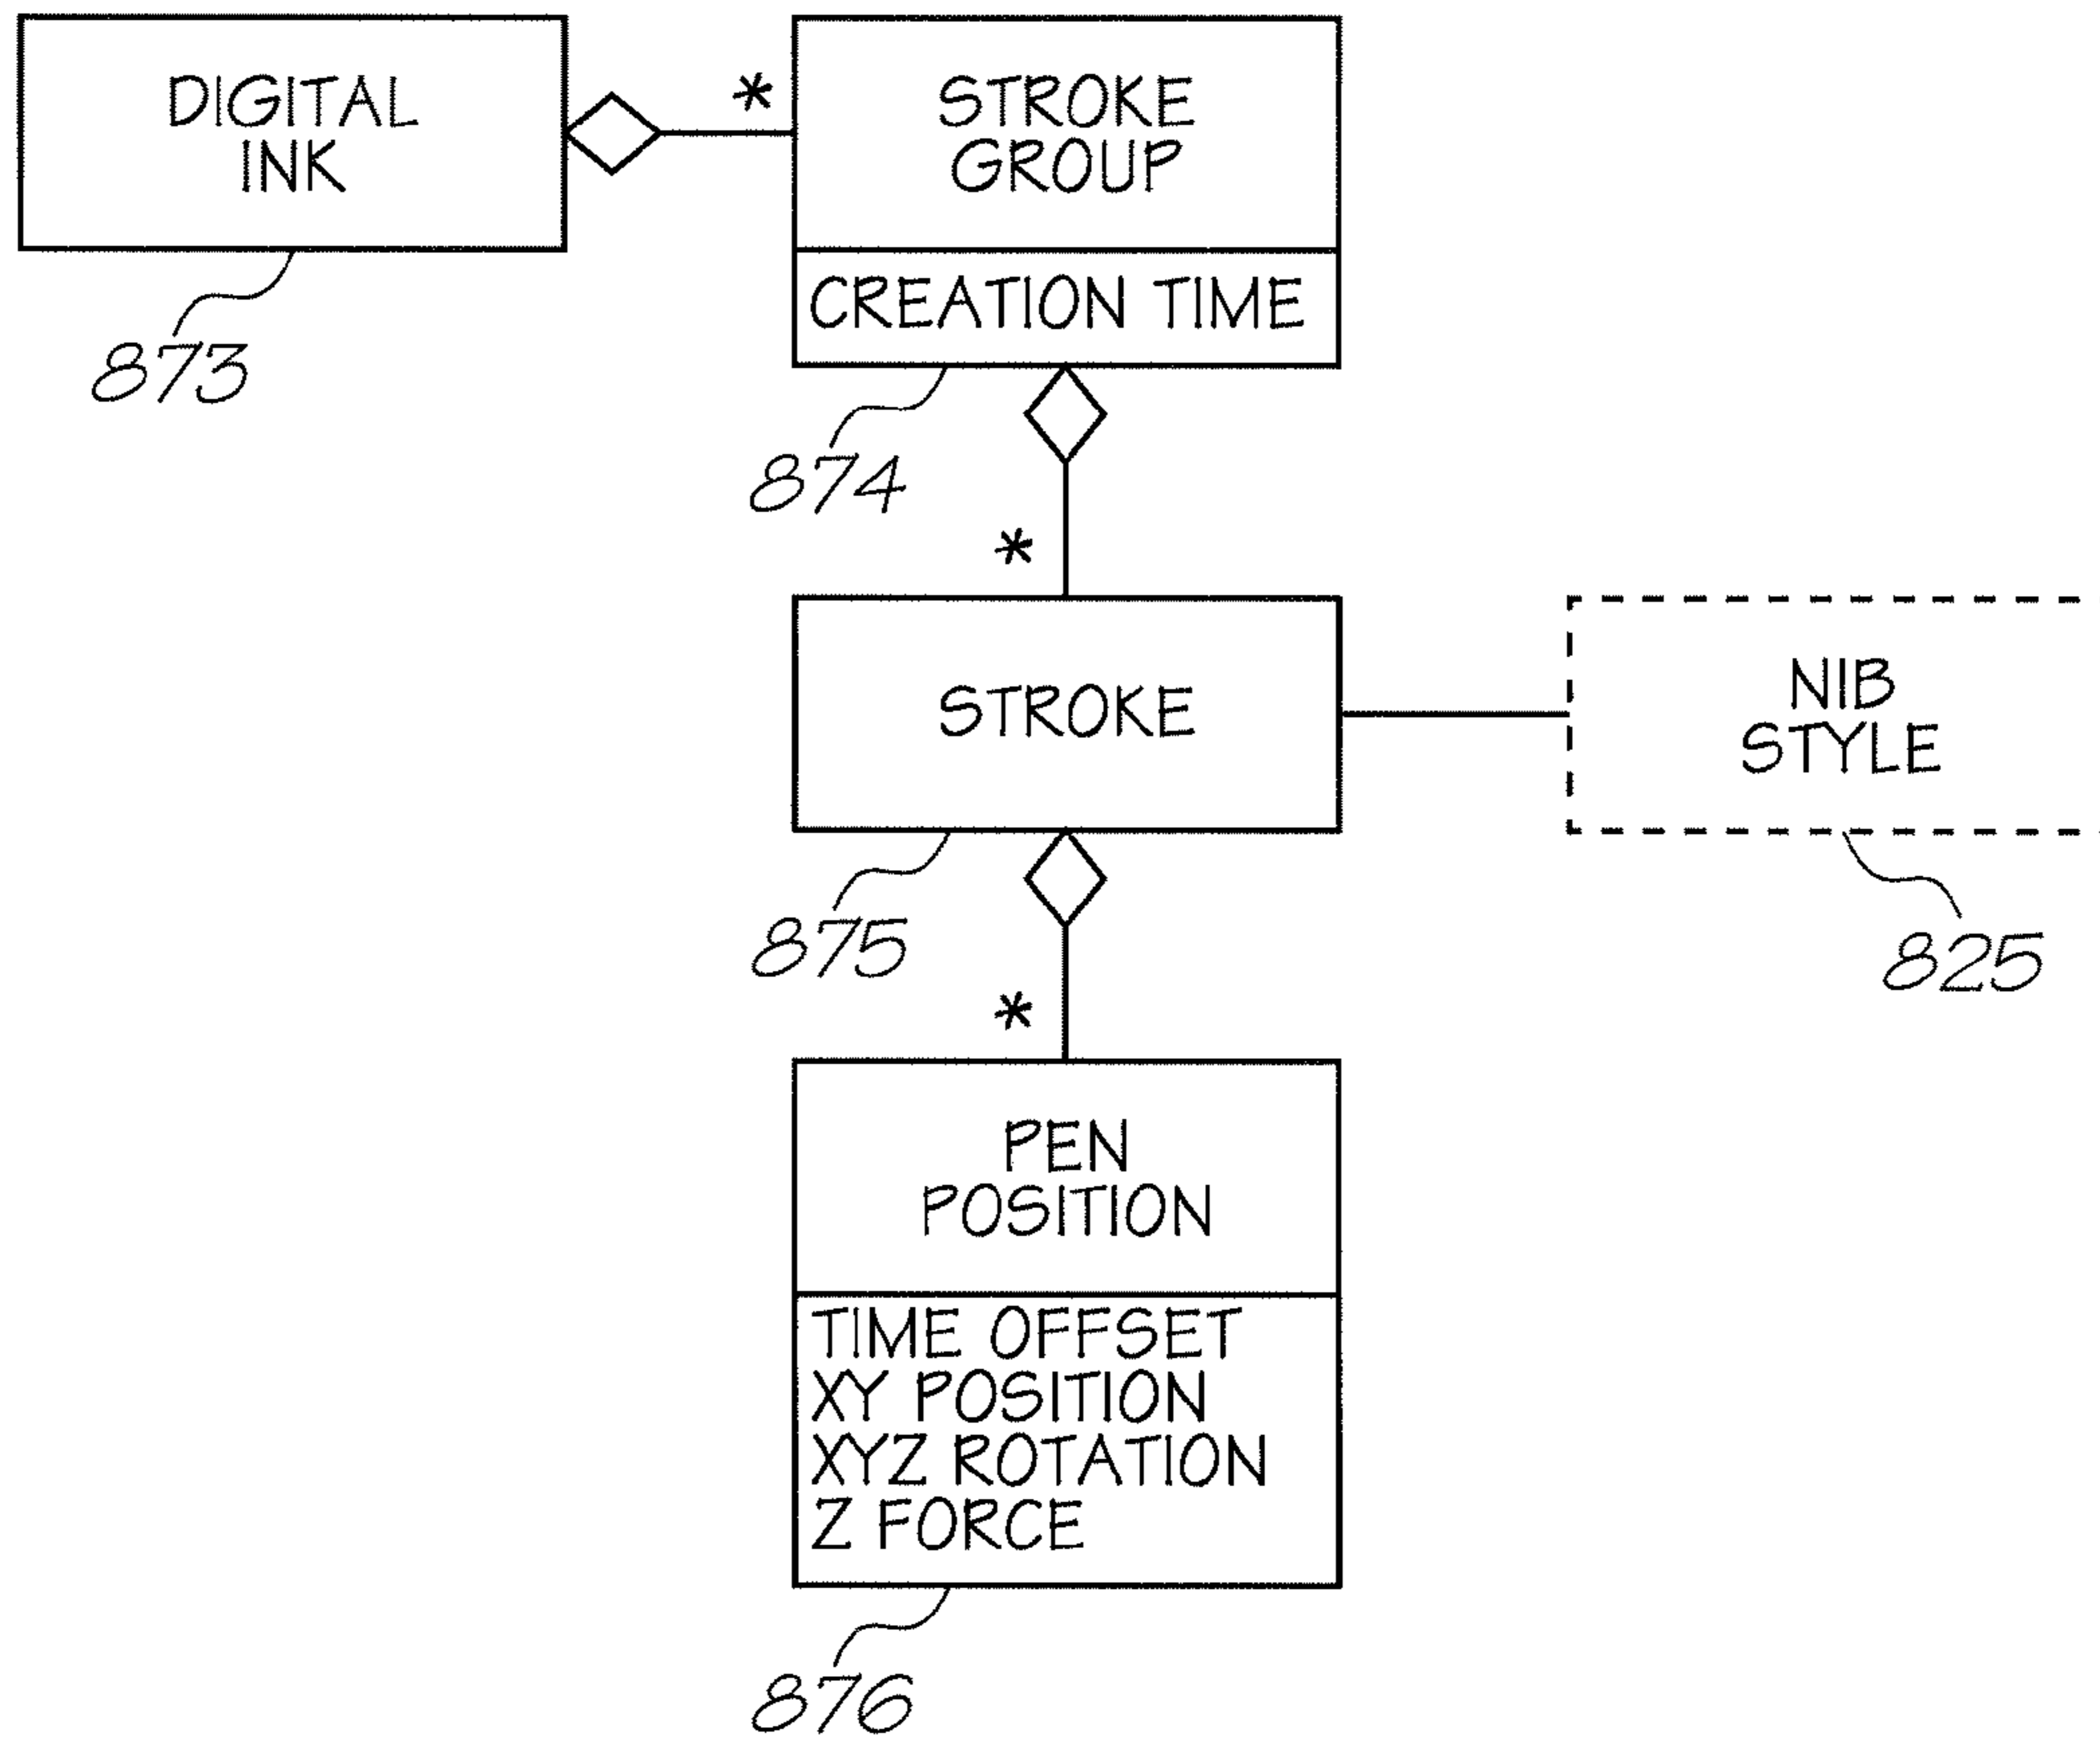 DIGITAL
INK
873
*
STROKE
GROUP
CREATION TIME
874
*
STROKE
875
NIB
STYLE
825
*
PEN
POSITION
TIME OFFSET
XY POSITION
XYZ ROTATION
Z FORCE
876